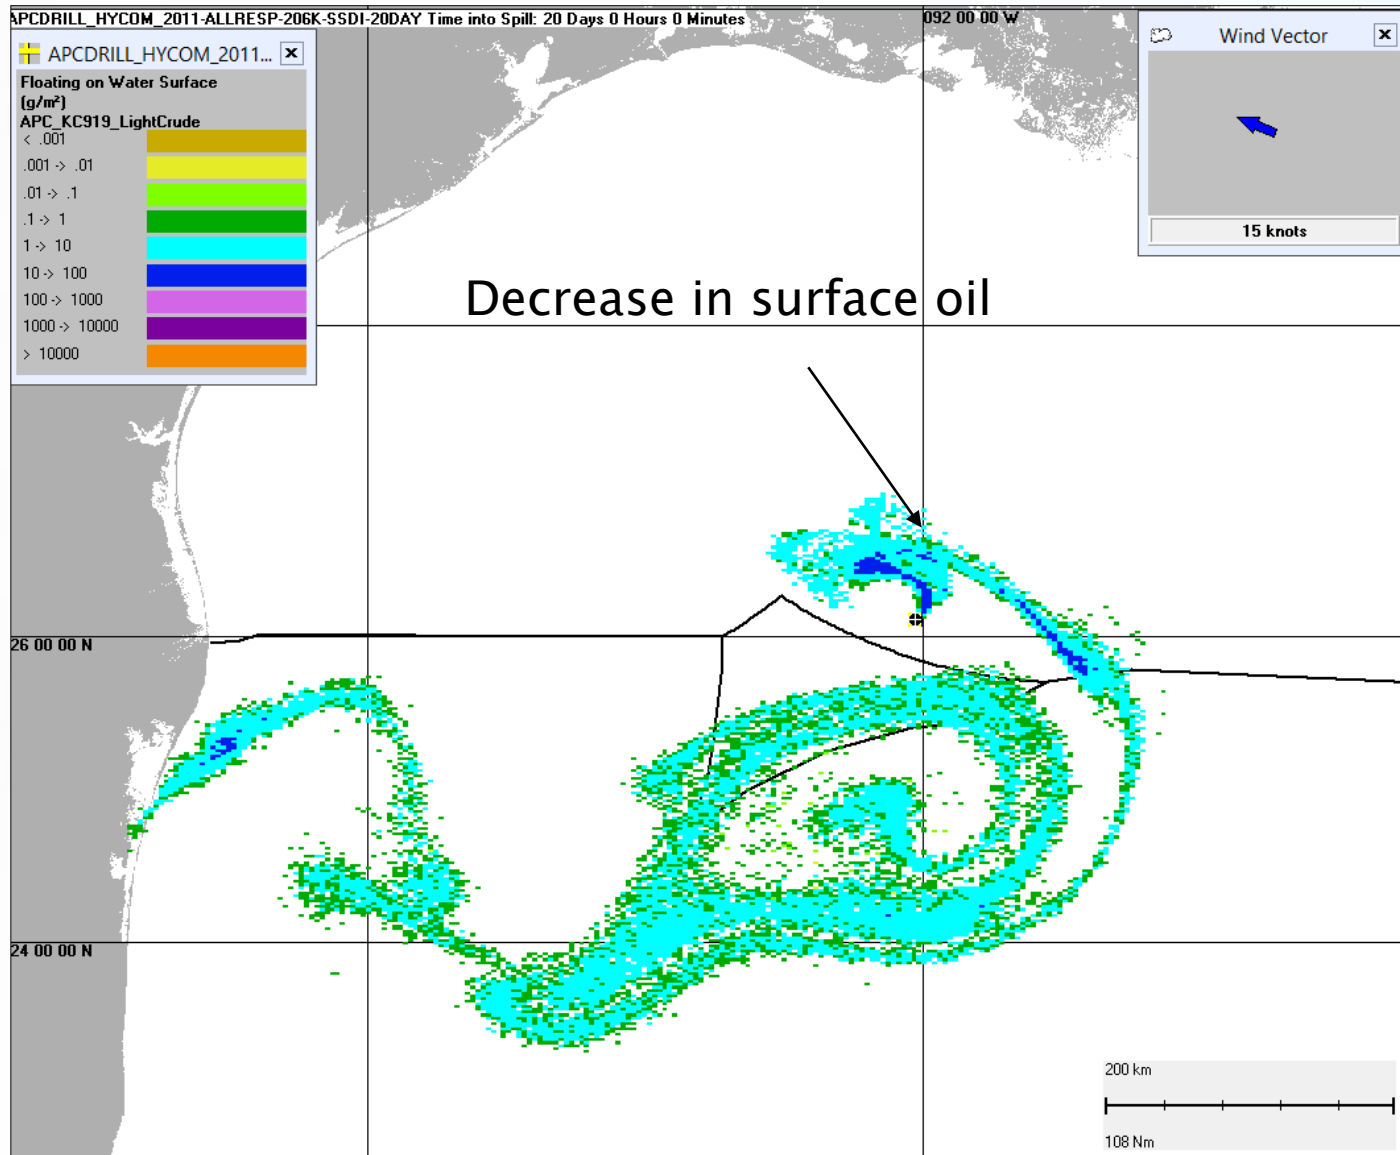 APCDRILL_HYCOM_2011-ALLRESP-206K-SSDI-20DAY Time into Spill: 20 Days 0 Hours 0 Minutes
092 00 00 W
APCDRILL_HYCOM_2011...
Floating on Water Surface
(g/m²)
APC_KC919_LightCrude
< .001
.001 -> .01
.01 -> .1
.1 -> 1
1 -> 10
10 -> 100
100 -> 1000
1000 -> 10000
> 10000
Wind Vector
15 knots
Decrease in surface oil
26 00 00 N
24 00 00 N
200 km
108 Nm